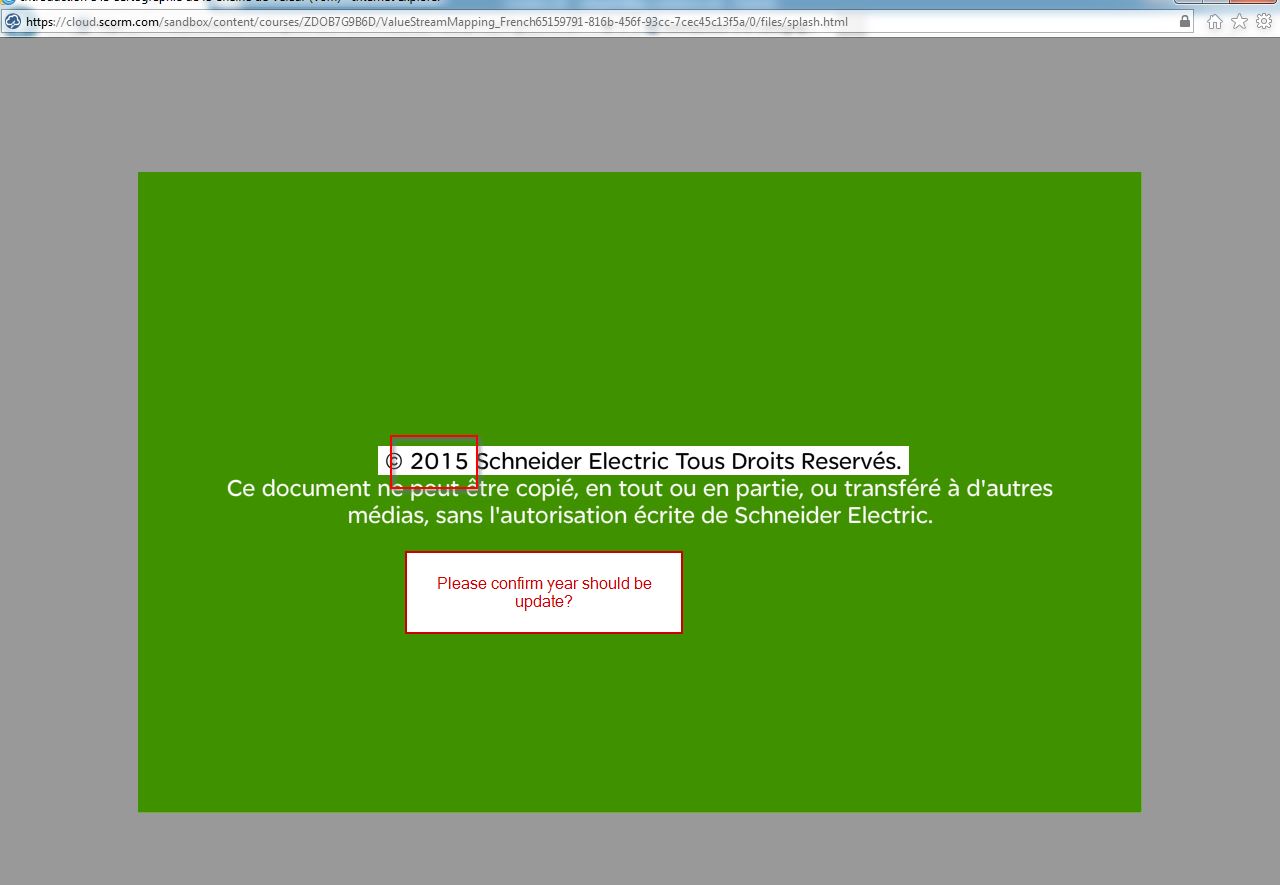 https://cloud.scorm.com/sandbox/content/courses/ZDOB7G9B6D/ValueStreamMapping_French65159791-816b-456f-93cc-7cec45c13f5a/0/files/splash.html
© 2015 Schneider Electric Tous Droits Reservés.
Ce document ne peut être copié, en tout ou en partie, ou transféré à d'autres
médias, sans l'autorisation écrite de Schneider Electric.
Please confirm year should be
update?